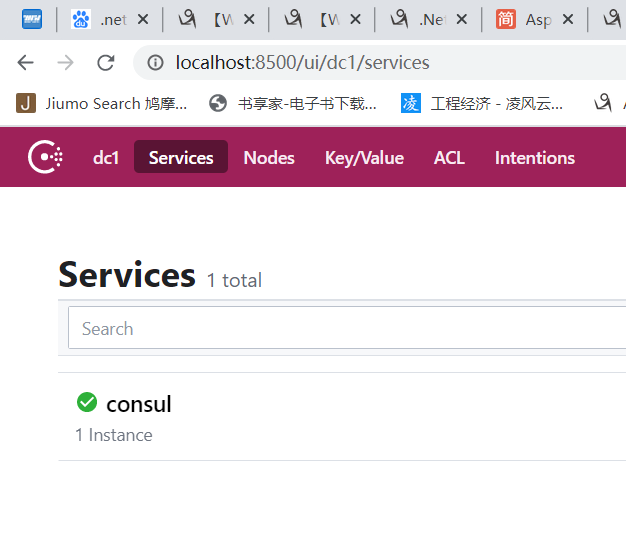 .net
【W
【W
.Ne
简 Asp
localhost:8500/ui/dc1/services
J Jiumo Search 鸠摩...
书享家-电子书下载...
凌 工程经济 - 凌风云...
dc1 Services Nodes Key/Value ACL Intentions
Services 1 total
Search
consul
1 Instance